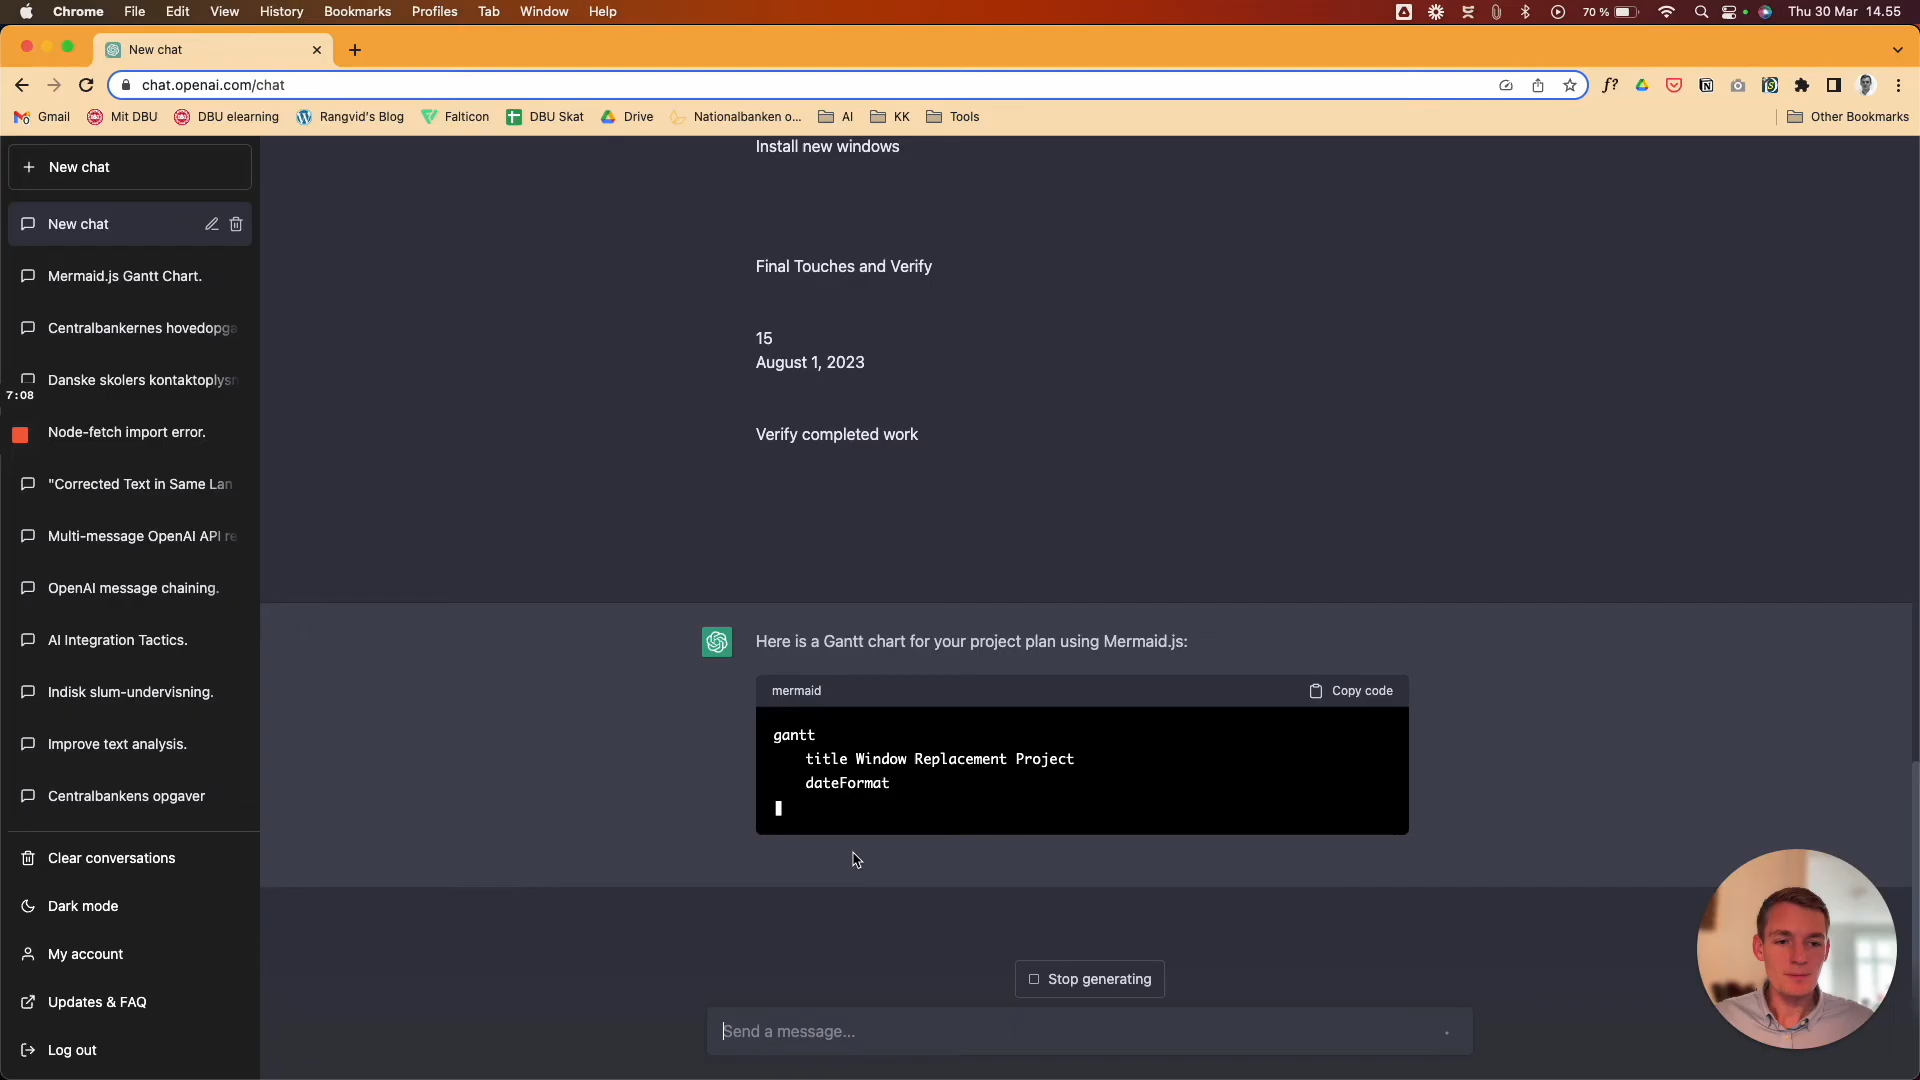 Chrome File Edit View History Bookmarks Profiles Tab Window Help
70 % Thu 30 Mar 14.55
New chat
chat.openai.com/chat
f?
Gmail Mit DBU DBU elearning Rangvid's Blog Falticon DBU Skat Drive Nationalbanken o... AI KK Tools Other Bookmarks
New chat
New chat
Mermaid.js Gantt Chart.
Centralbankernes hovedopga
Danske skolers kontaktoplysn
7:08
Node-fetch import error.
"Corrected Text in Same Lan
Multi-message OpenAI API re
OpenAI message chaining.
AI Integration Tactics.
Indisk slum-undervisning.
Improve text analysis.
Centralbankens opgaver
Clear conversations
Dark mode
My account
Updates & FAQ
Log out
Install new windows
Final Touches and Verify
15
August 1, 2023
Verify completed work
Here is a Gantt chart for your project plan using Mermaid.js:
mermaid Copy code
gantt
title Window Replacement Project
dateFormat
Stop generating
Send a message...